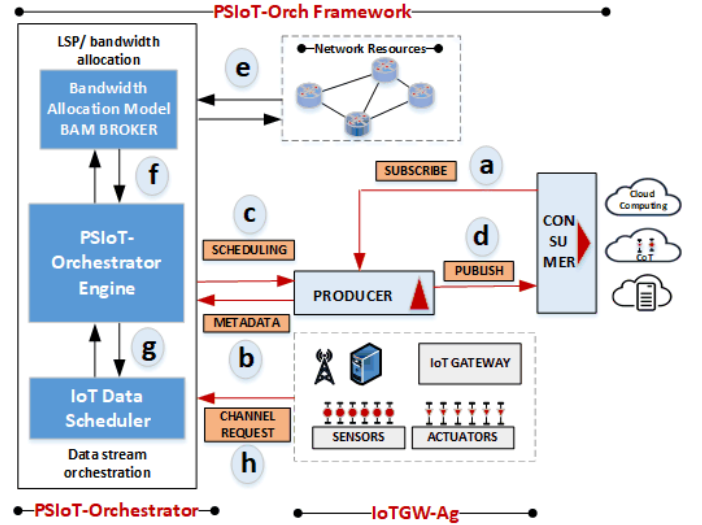 PSIoT-Orch Framework
LSP/ bandwidth
allocation
Bandwidth
Allocation Model
BAM BROKER
f
PSIoT-
Orchestrator
Engine
g
IoT Data
Scheduler
Data stream
orchestration
PSIoT-Orchestrator
e
Network Resources
a
SUBSCRIBE
c
SCHEDULING
d
PUBLISH
PRODUCER
METADATA
b
CHANNEL
REQUEST
h
CON
SU
MER
Cloud
Computing
CoT
IoT GATEWAY
SENSORS
ACTUATORS
IoTGW-Ag